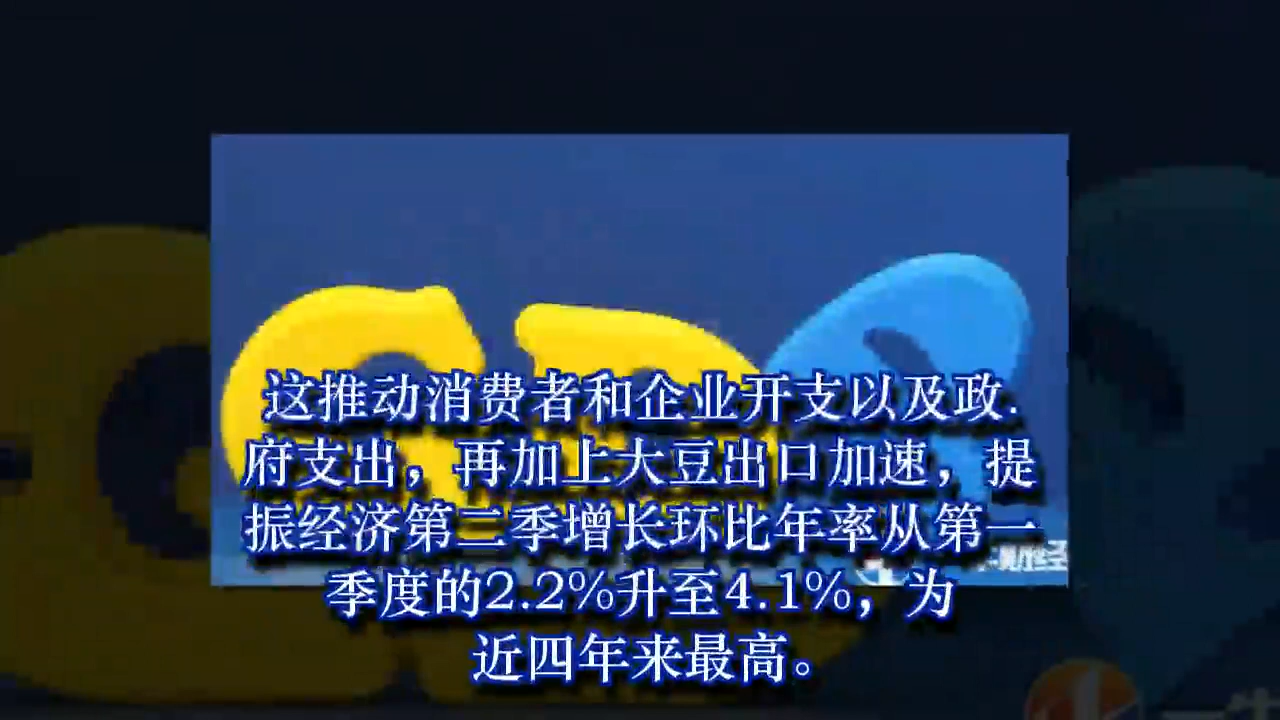 GDP
这推动消费者和企业开支以及政.
府支出，再加上大豆出口加速，提
振经济第二季增长环比年率从第一
季度的2.2%升至4.1%，为
近四年来最高。